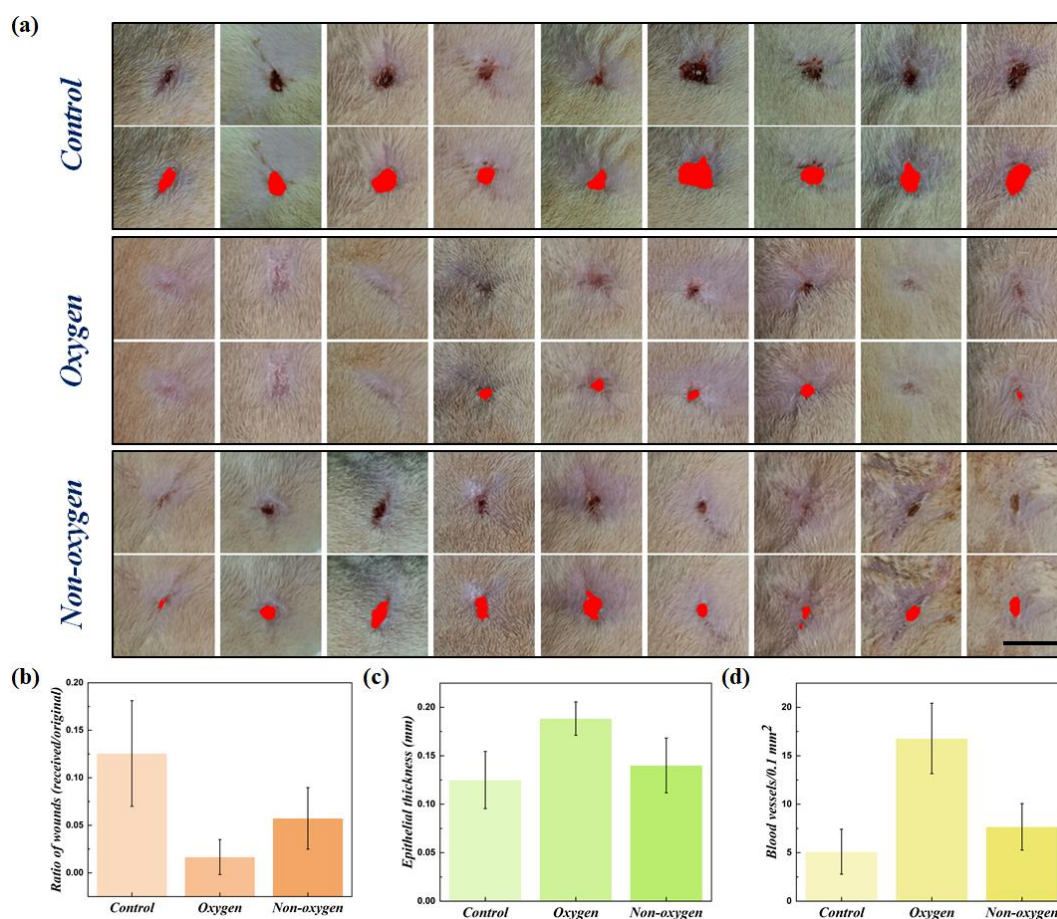 (a)
Control
Oxygen
Non-oxygen
(b)
Ratio of wounds (received/original)
0.20
0.15
0.10
0.05
0.00
Control Oxygen Non-oxygen
(c)
Epithelial thickness (mm)
0.20
0.15
0.10
0.05
0.00
Control Oxygen Non-oxygen
(d)
Blood vessels/0.1 mm²
20
15
10
5
0
Control Oxygen Non-oxygen